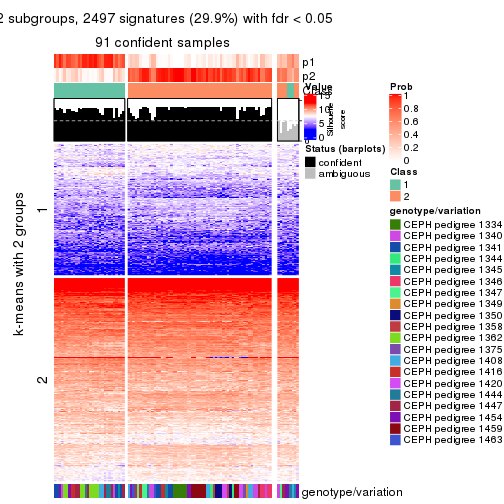 2 subgroups, 2497 signatures (29.9%) with fdr < 0.05
91 confident samples
p1
p2
Class
Silhouette
score
k-means with 2 groups
1
2
genotype/variation
Value
15
10
5
0
Status (barplots)
confident
ambiguous
Prob
1
0.8
0.6
0.4
0.2
0
Class
1
2
genotype/variation
CEPH pedigree 1334
CEPH pedigree 1340
CEPH pedigree 1341
CEPH pedigree 1344
CEPH pedigree 1345
CEPH pedigree 1346
CEPH pedigree 1347
CEPH pedigree 1349
CEPH pedigree 1350
CEPH pedigree 1358
CEPH pedigree 1362
CEPH pedigree 1375
CEPH pedigree 1408
CEPH pedigree 1416
CEPH pedigree 1420
CEPH pedigree 1444
CEPH pedigree 1447
CEPH pedigree 1454
CEPH pedigree 1459
CEPH pedigree 1463